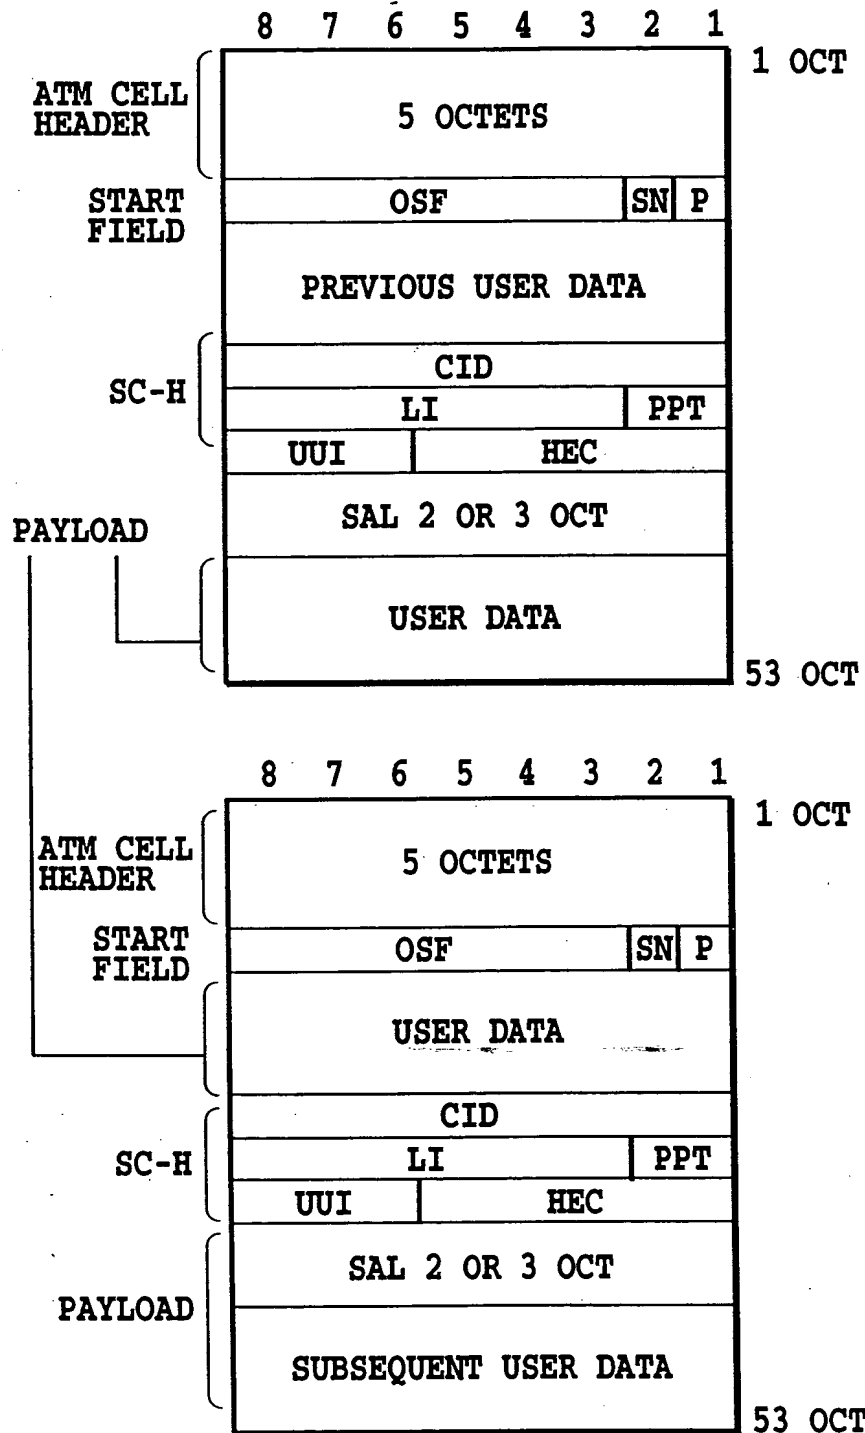 8 7 6 5 4 3 2 1
1 OCT
ATM CELL
HEADER
5 OCTETS
START
FIELD
OSF SN P
PREVIOUS USER DATA
SC-H
CID
LI PPT
UUI HEC
SAL 2 OR 3 OCT
PAYLOAD
USER DATA
53 OCT
8 7 6 5 4 3 2 1
1 OCT
ATM CELL
HEADER
5 OCTETS
START
FIELD
OSF SN P
USER DATA
SC-H
CID
LI PPT
UUI HEC
SAL 2 OR 3 OCT
PAYLOAD
SUBSEQUENT USER DATA
53 OCT